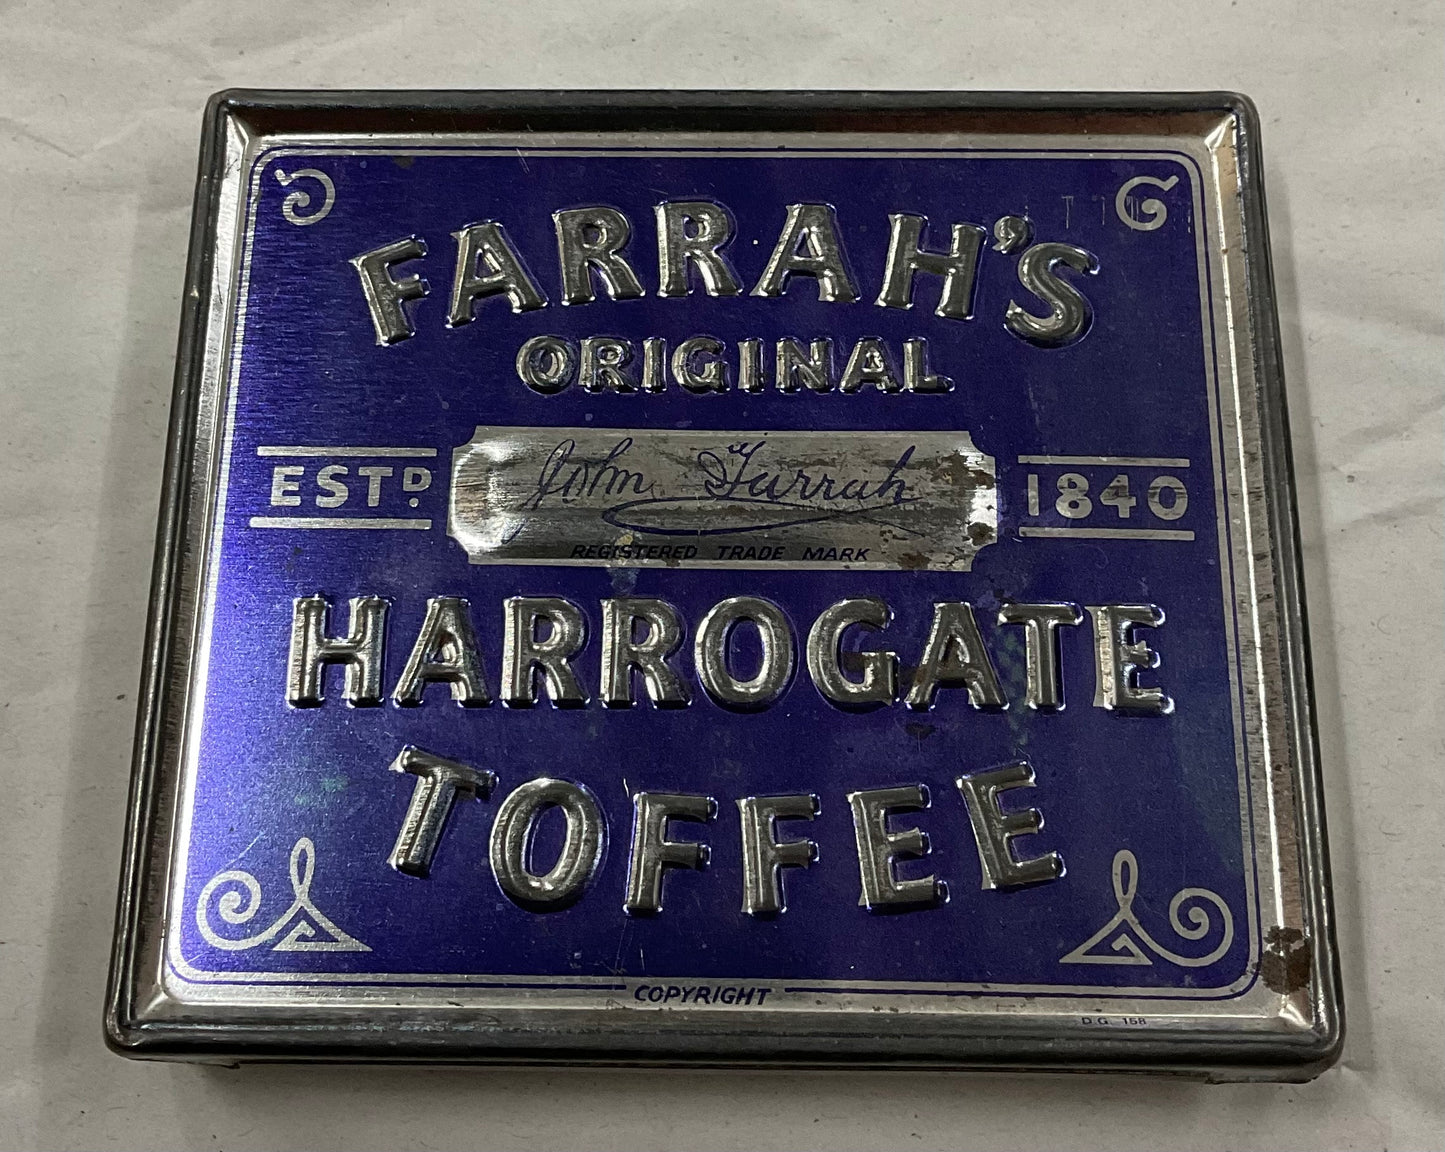 FARRAH'S
ORIGINAL
ESTD. John Farrah 1840
REGISTERED TRADE MARK
HARROGATE
TOFFEE
COPYRIGHT
D.G. 158